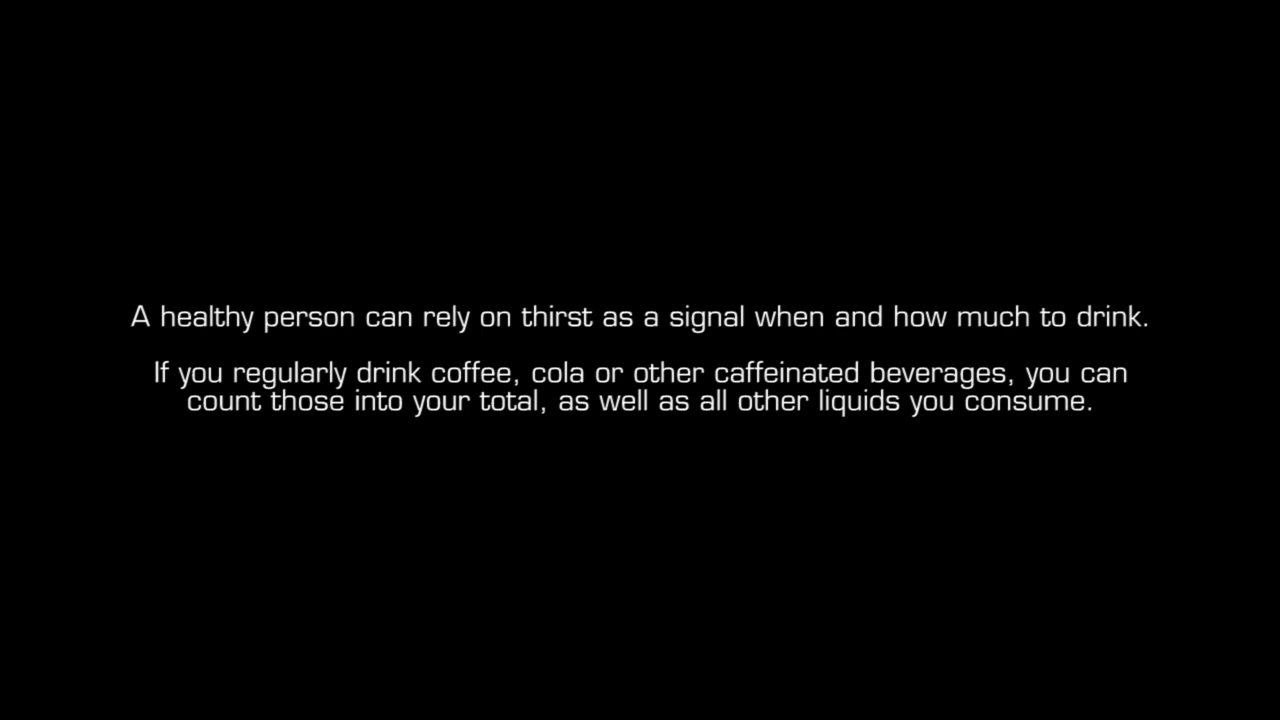 A healthy person can rely on thirst as a signal when and how much to drink.
If you regularly drink coffee, cola or other caffeinated beverages, you can
count those into your total, as well as all other liquids you consume.